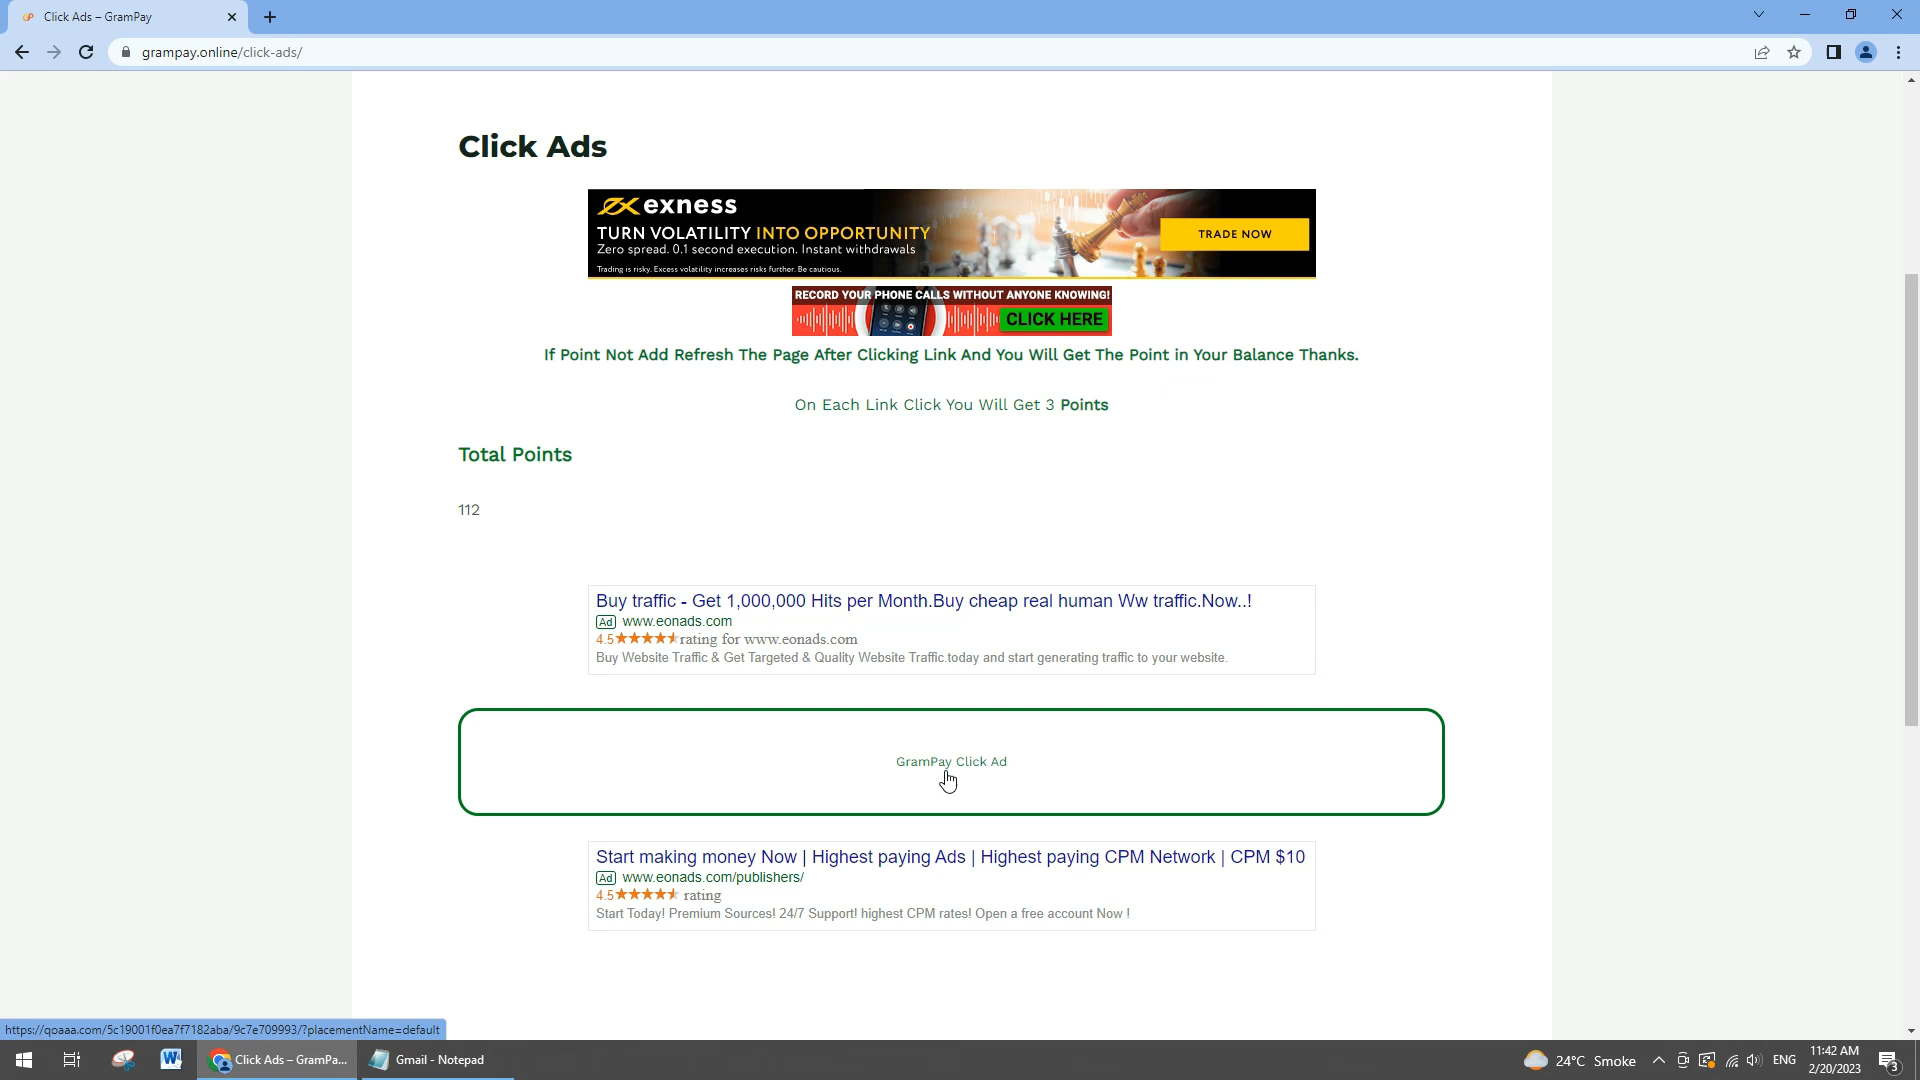 Click Ads – GramPay
grampay.online/click-ads/
Click Ads
exness
TURN VOLATILITY INTO OPPORTUNITY
Zero spread. 0.1 second execution. Instant withdrawals
Trading is risky. Excess volatility increases risks further. Be cautious.
TRADE NOW
RECORD YOUR PHONE CALLS WITHOUT ANYONE KNOWING!
CLICK HERE
If Point Not Add Refresh The Page After Clicking Link And You Will Get The Point in Your Balance Thanks.
On Each Link Click You Will Get 3 Points
Total Points
112
Buy traffic - Get 1,000,000 Hits per Month.Buy cheap real human Ww traffic.Now..!
Ad www.eonads.com
4.5 rating for www.eonads.com
Buy Website Traffic & Get Targeted & Quality Website Traffic.today and start generating traffic to your website.
GramPay Click Ad
Start making money Now | Highest paying Ads | Highest paying CPM Network | CPM $10
Ad www.eonads.com/publishers/
4.5 rating
Start Today! Premium Sources! 24/7 Support! highest CPM rates! Open a free account Now !
https://qoaaa.com/5c19001f0ea7f7182aba/9c7e709993/?placementName=default
Click Ads – GramPa...
Gmail - Notepad
24°C Smoke
ENG
11:42 AM
2/20/2023
3